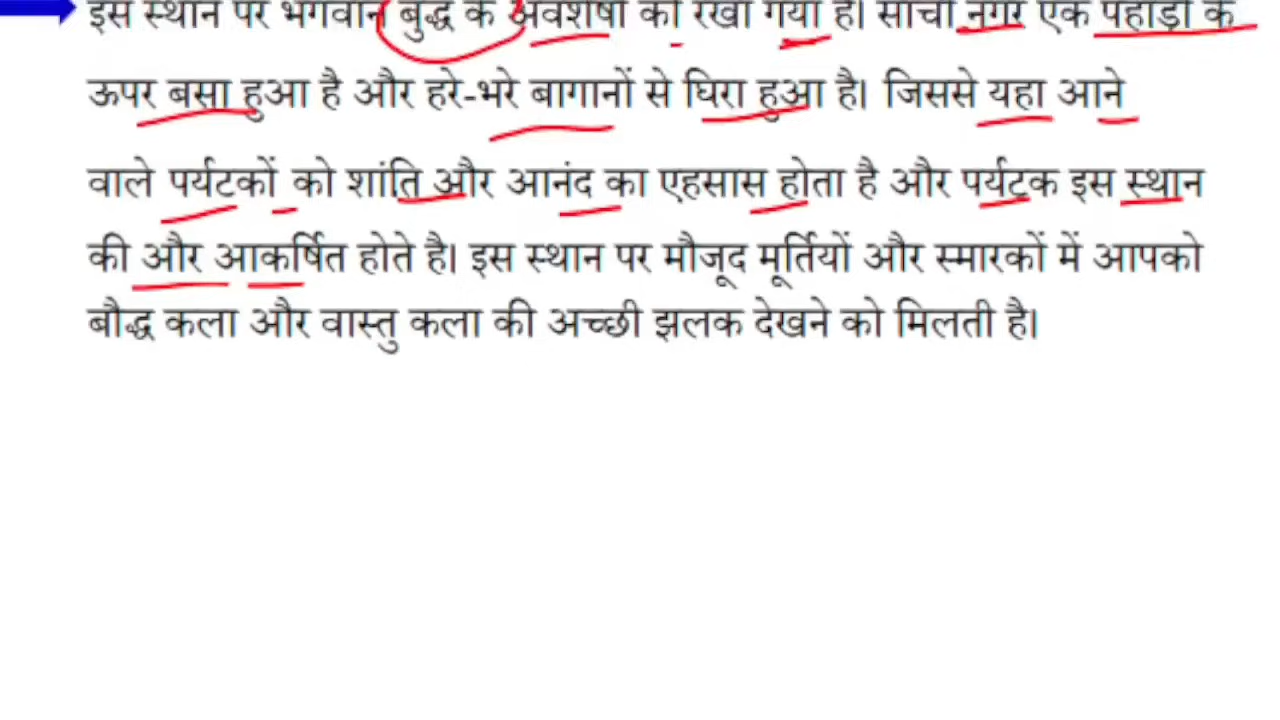 इस स्थान पर भगवान बुद्ध के अवशेषों को रखा गया है। सांची नगर एक पहाड़ी के
ऊपर बसा हुआ है और हरे-भरे बागानों से घिरा हुआ है। जिससे यहा आने
वाले पर्यटकों को शांति और आनंद का एहसास होता है और पर्यटक इस स्थान
की और आकर्षित होते है। इस स्थान पर मौजूद मूर्तियों और स्मारकों में आपको
बौद्ध कला और वास्तु कला की अच्छी झलक देखने को मिलती है।